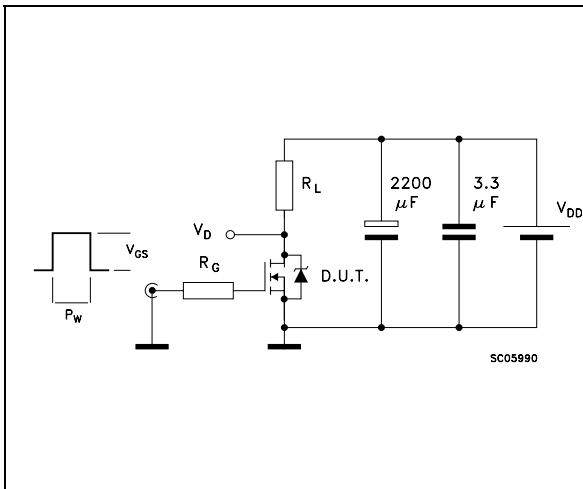 R_L
2200
µF
3.3
µF
V_DD
V_D
V_GS
R_G
D.U.T.
P_W
SC05990